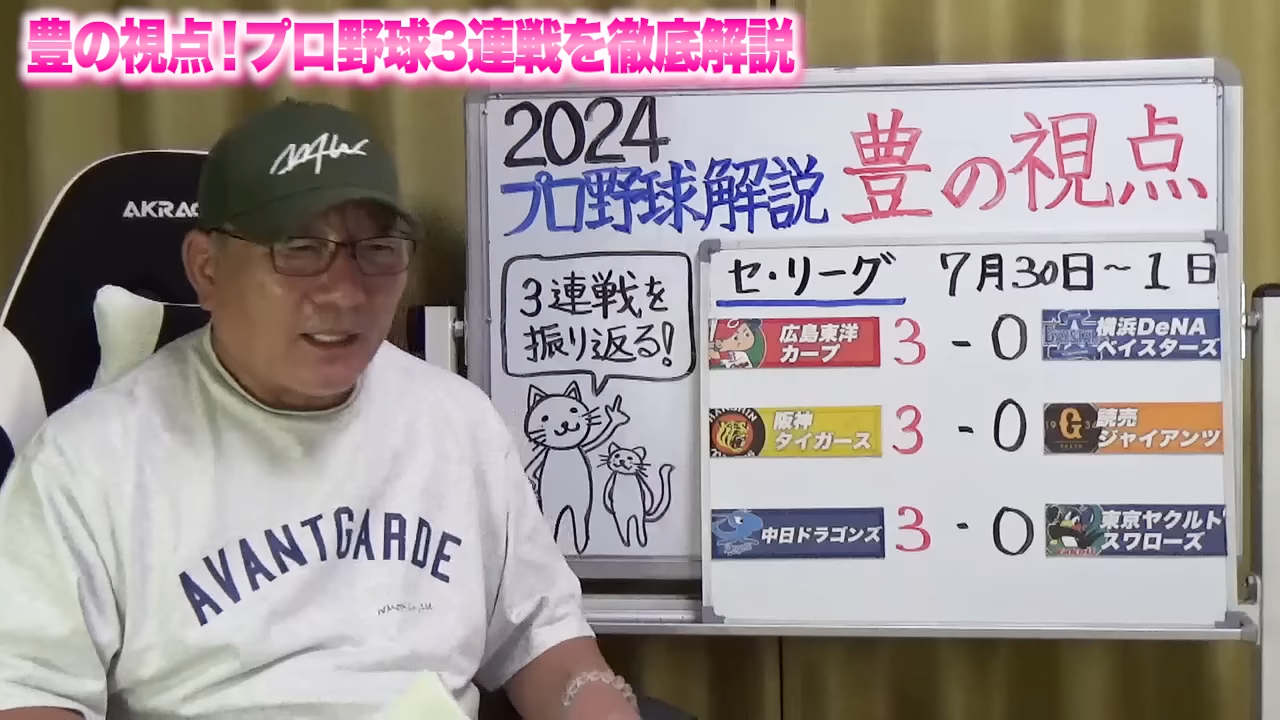 豊の視点！プロ野球3連戦を徹底解説
2024
プロ野球解説 豊の視点
3連戦を
振り返る!
セ・リーグ 7月30日～1日
広島東洋
カープ
3 - 0
横浜DeNA
ベイスターズ
阪神
タイガース
3 - 0
G
読売
ジャイアンツ
中日ドラゴンズ
3 - 0
東京ヤクルト
スワローズ
AKRAC
AVANTGARDE